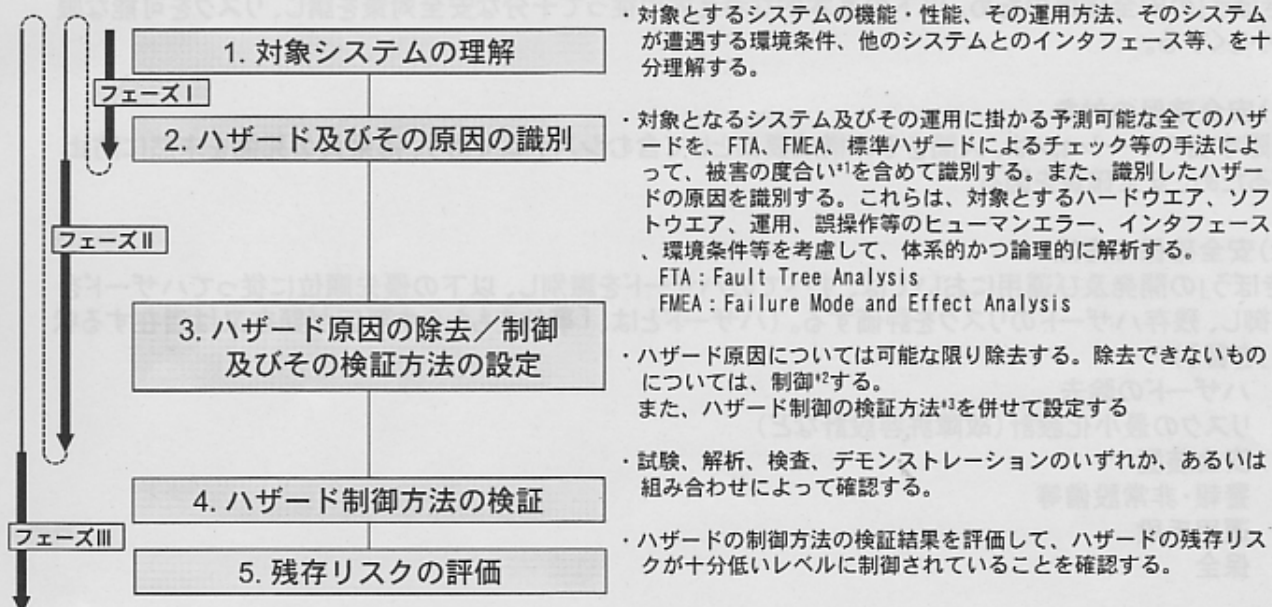 1. 対象システムの理解
・対象とするシステムの機能・性能、その運用方法、そのシステム
が遭遇する環境条件、他のシステムとのインタフェース等、を十
分理解する。
フェーズⅠ
2. ハザード及びその原因の識別
・対象となるシステム及びその運用に掛かる予測可能な全てのハザ
ードを、FTA、FMEA、標準ハザードによるチェック等の手法によ
って、被害の度合い*1を含めて識別する。また、識別したハザー
ドの原因を識別する。これらは、対象とするハードウエア、ソフ
トウエア、運用、誤操作等のヒューマンエラー、インタフェース
、環境条件等を考慮して、体系的かつ論理的に解析する。
FTA：Fault Tree Analysis
FMEA：Failure Mode and Effect Analysis
フェーズⅡ
3. ハザード原因の除去／制御
及びその検証方法の設定
・ハザード原因については可能な限り除去する。除去できないもの
については、制御*2する。
また、ハザード制御の検証方法*3を併せて設定する
4. ハザード制御方法の検証
・試験、解析、検査、デモンストレーションのいずれか、あるいは
組み合わせによって確認する。
フェーズⅢ
5. 残存リスクの評価
・ハザードの制御方法の検証結果を評価して、ハザードの残存リス
クが十分低いレベルに制御されていることを確認する。